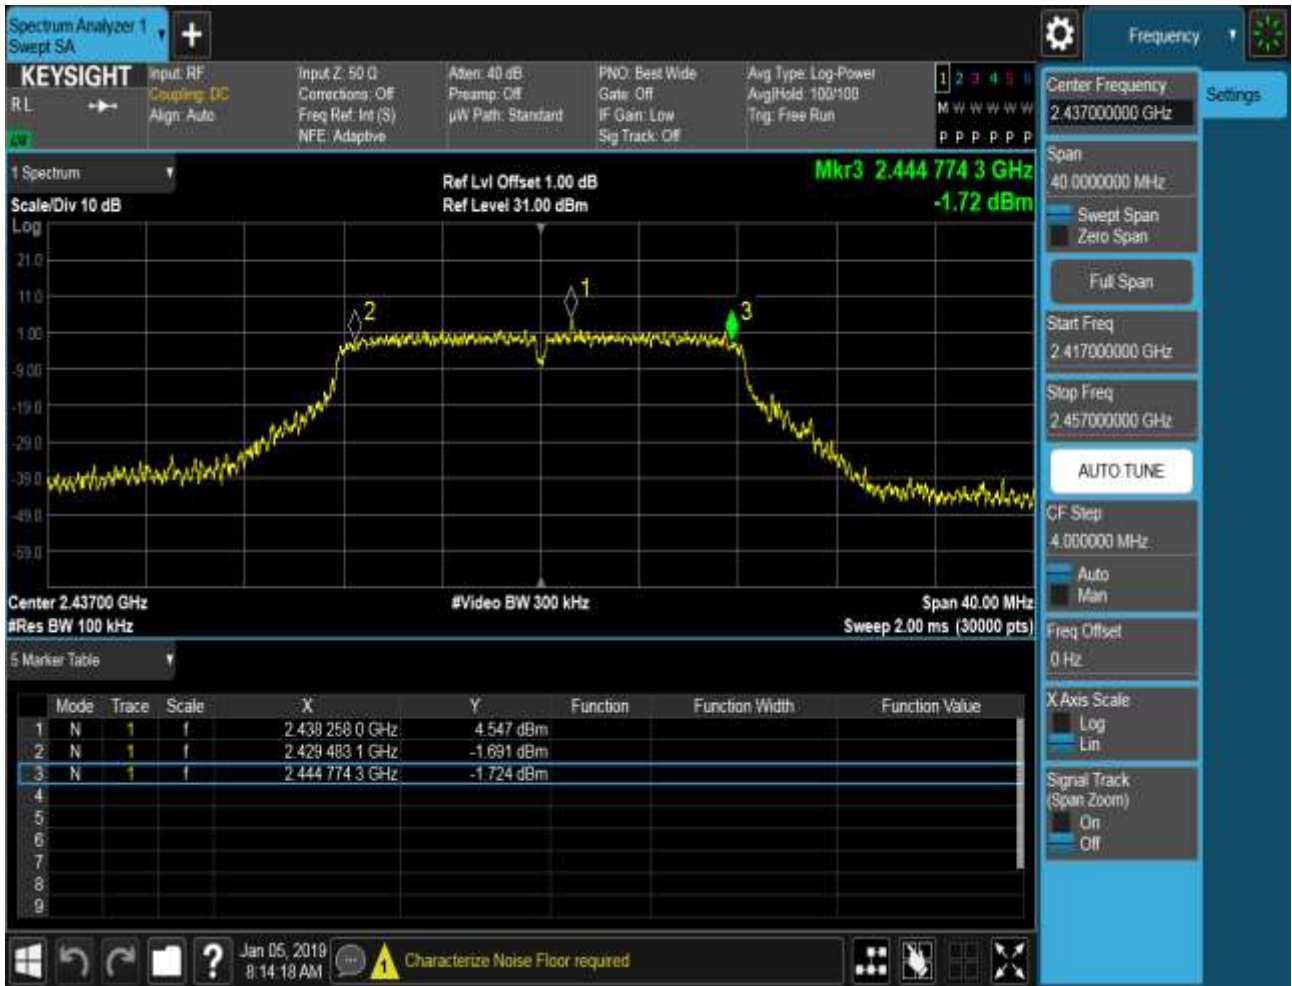 Spectrum Analyzer 1
Swept SA
+
Frequency
KEYSIGHT
R L
LXI
Input: RF
Coupling: DC
Align: Auto
Input Z: 50 Ω
Corrections: Off
Freq Ref: Int (S)
NFE: Adaptive
Atten: 40 dB
Preamp: Off
µW Path: Standard
PNO: Best Wide
Gate: Off
IF Gain: Low
Sig Track: Off
Avg Type: Log-Power
Avg|Hold: 100/100
Trig: Free Run
1 2 3 4 5 6
M W W W W W
P P P P P P
1 Spectrum
Scale/Div 10 dB
Log
Ref Lvl Offset 1.00 dB
Ref Level 31.00 dBm
Mkr3 2.444 774 3 GHz
-1.72 dBm
21.0
11.0
1.00
-9.00
-19.0
-29.0
-39.0
-49.0
-59.0
1
2
3
Center 2.43700 GHz
#Res BW 100 kHz
#Video BW 300 kHz
Span 40.00 MHz
Sweep 2.00 ms (30000 pts)
5 Marker Table
Mode Trace Scale X Y Function Function Width Function Value
1 N 1 f 2.438 258 0 GHz 4.547 dBm
2 N 1 f 2.429 483 1 GHz -1.691 dBm
3 N 1 f 2.444 774 3 GHz -1.724 dBm
4
5
6
7
8
9
Center Frequency
2.437000000 GHz
Settings
Span
40.0000000 MHz
Swept Span
Zero Span
Full Span
Start Freq
2.417000000 GHz
Stop Freq
2.457000000 GHz
AUTO TUNE
CF Step
4.000000 MHz
Auto
Man
Freq Offset
0 Hz
X Axis Scale
Log
Lin
Signal Track
(Span Zoom)
On
Off
?
Jan 05, 2019
8:14:18 AM
1
Characterize Noise Floor required